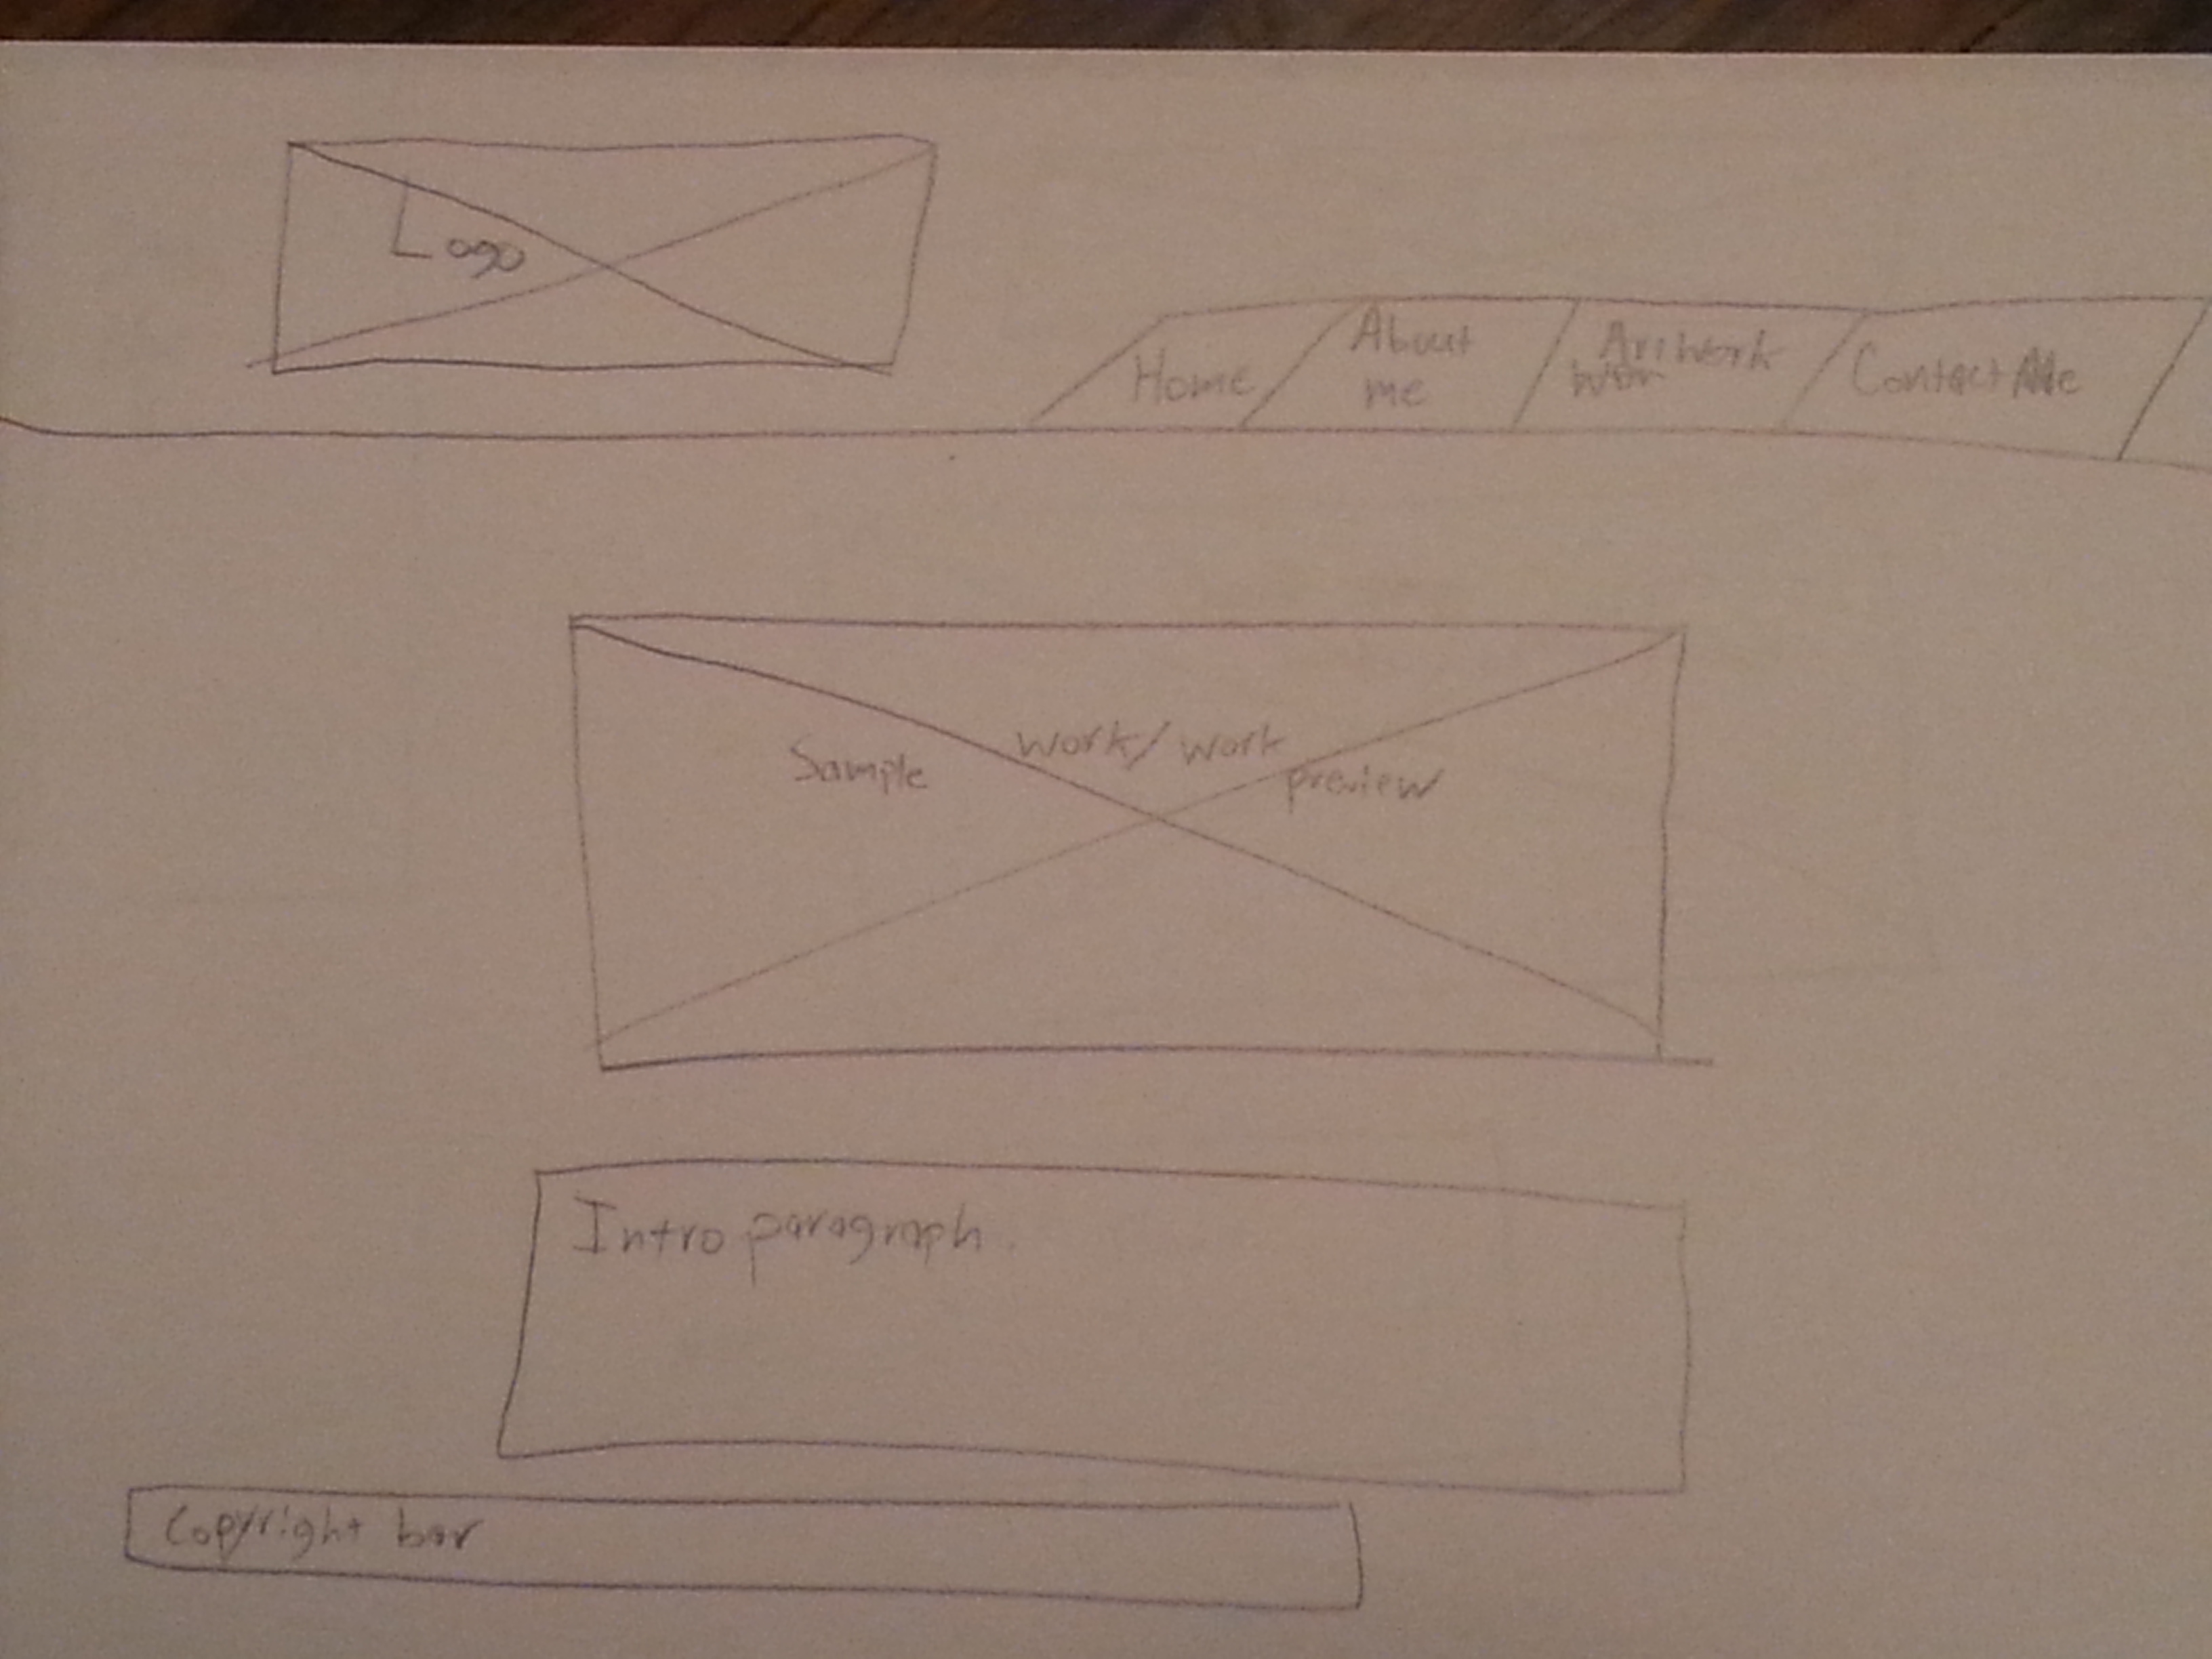 Logo
Home
About
me
Artwork
Contact Me
Sample work/work preview
Intro paragraph.
Copyright bar